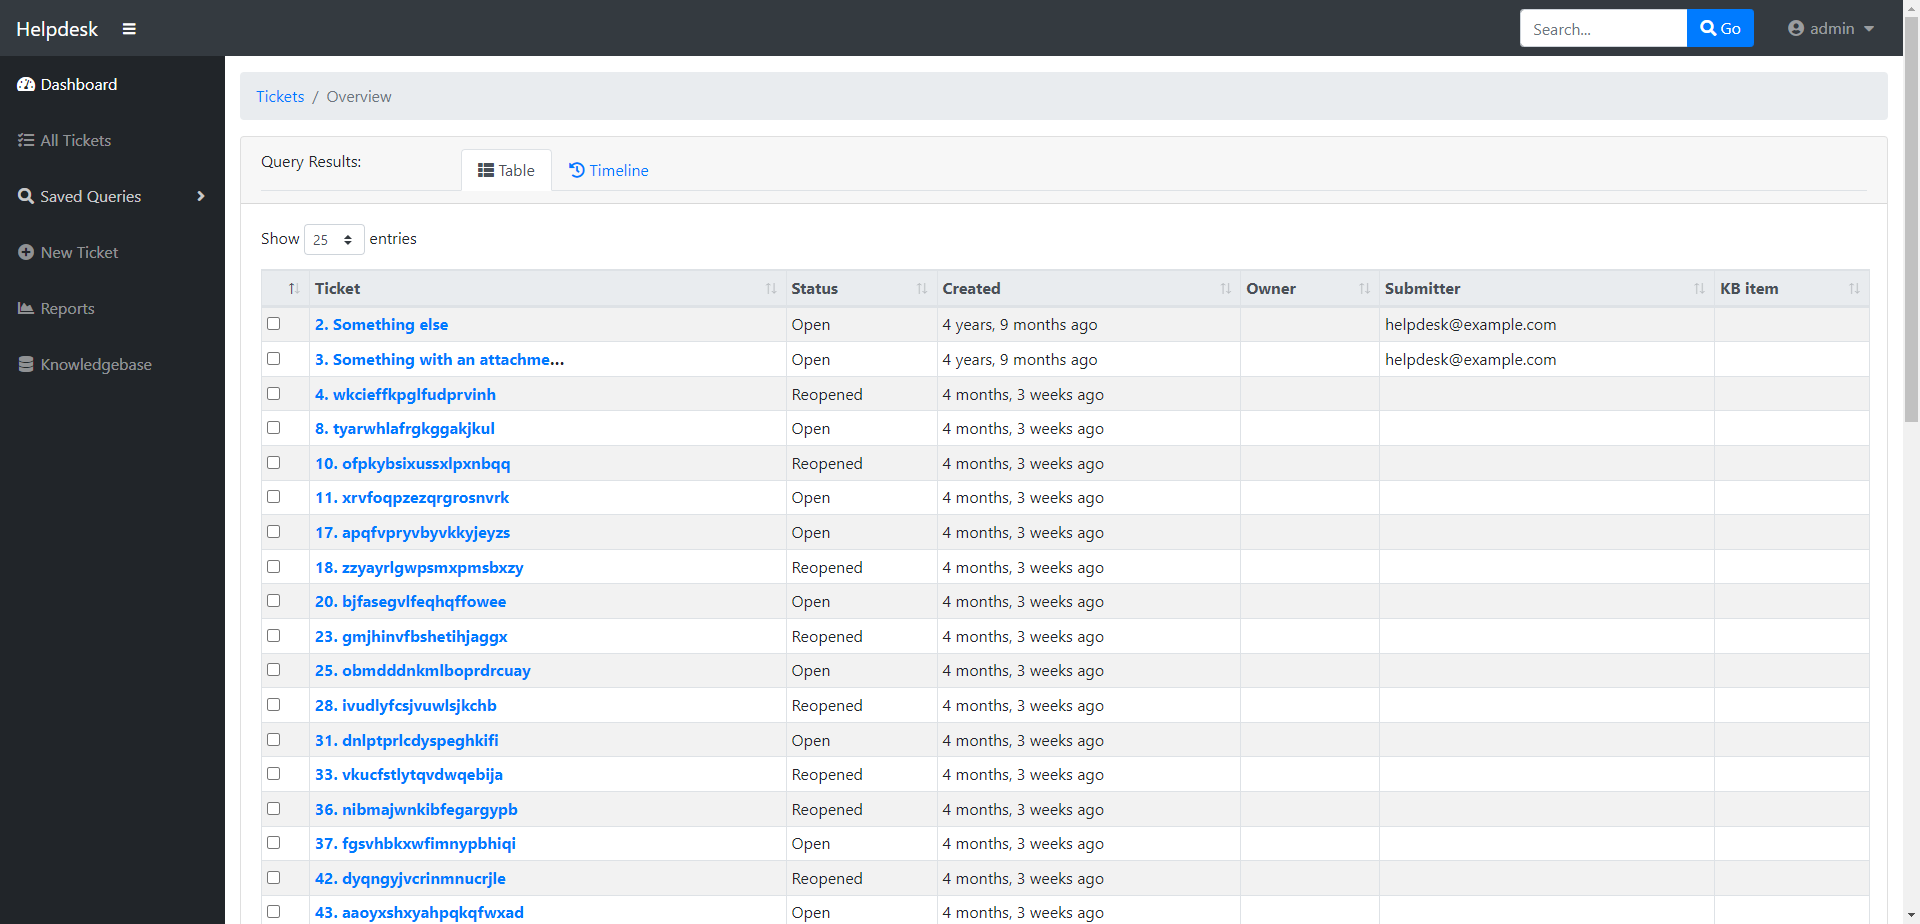 Helpdesk
Search... Go admin
Dashboard
All Tickets
Saved Queries
New Ticket
Reports
Knowledgebase
Tickets / Overview
Query Results: Table Timeline
Show 25 entries
Ticket Status Created Owner Submitter KB item
2. Something else Open 4 years, 9 months ago helpdesk@example.com
3. Something with an attachme... Open 4 years, 9 months ago helpdesk@example.com
4. wkcieffkpglfudprvinh Reopened 4 months, 3 weeks ago
8. tyarwhlafrgkggakjkul Open 4 months, 3 weeks ago
10. ofpkybsixussxlpxnbqq Reopened 4 months, 3 weeks ago
11. xrvfoqpzezqrgrosnvrk Open 4 months, 3 weeks ago
17. apqfvpryvbyvkkyjeyzs Open 4 months, 3 weeks ago
18. zzyayrlgwpsmxpmsbxzy Reopened 4 months, 3 weeks ago
20. bjfasegvlfeqhqffowee Open 4 months, 3 weeks ago
23. gmjhinvfbshetihjaggx Reopened 4 months, 3 weeks ago
25. obmdddnkmlboprdrcuay Open 4 months, 3 weeks ago
28. ivudlyfcsjvuwlsjkchb Reopened 4 months, 3 weeks ago
31. dnlptprlcdyspeghkifi Open 4 months, 3 weeks ago
33. vkucfstlytqvdwqebija Reopened 4 months, 3 weeks ago
36. nibmajwnkibfegargypb Reopened 4 months, 3 weeks ago
37. fgsvhbkxwfimnypbhiqi Open 4 months, 3 weeks ago
42. dyqngyjvcrinmnucrjle Reopened 4 months, 3 weeks ago
43. aaoyxshxyahpqkqfwxad Open 4 months, 3 weeks ago